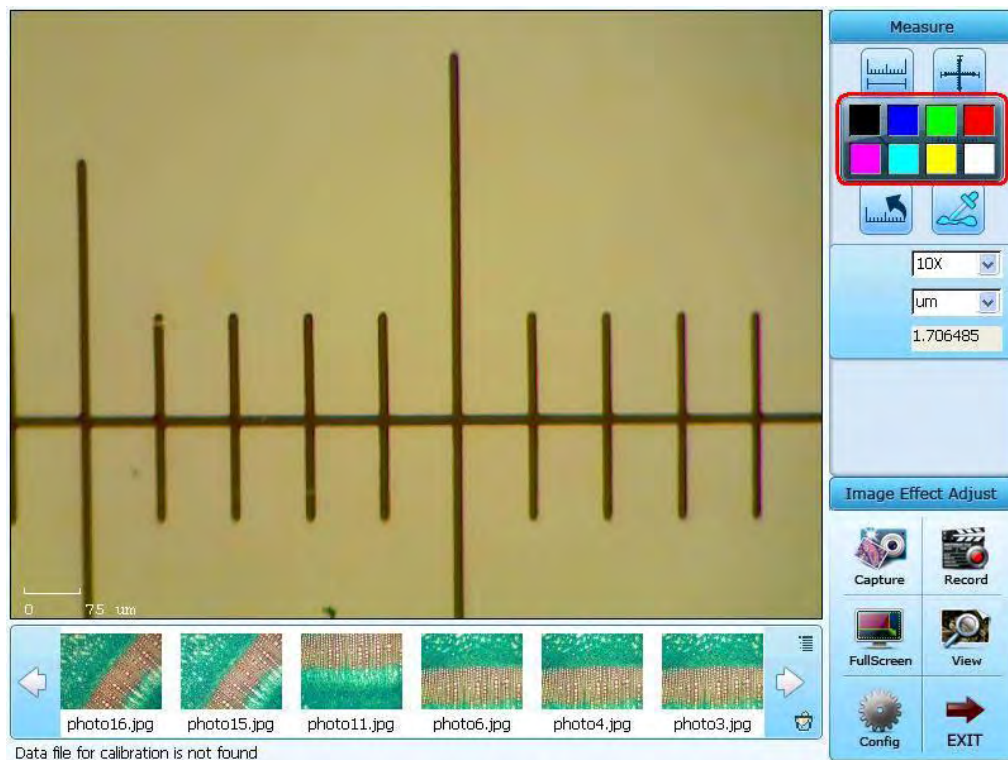 Measure
10X
um
1.706485
Image Effect Adjust
Capture
Record
FullScreen
View
Config
EXIT
0 75 um
photo16.jpg
photo15.jpg
photo11.jpg
photo6.jpg
photo4.jpg
photo3.jpg
Data file for calibration is not found